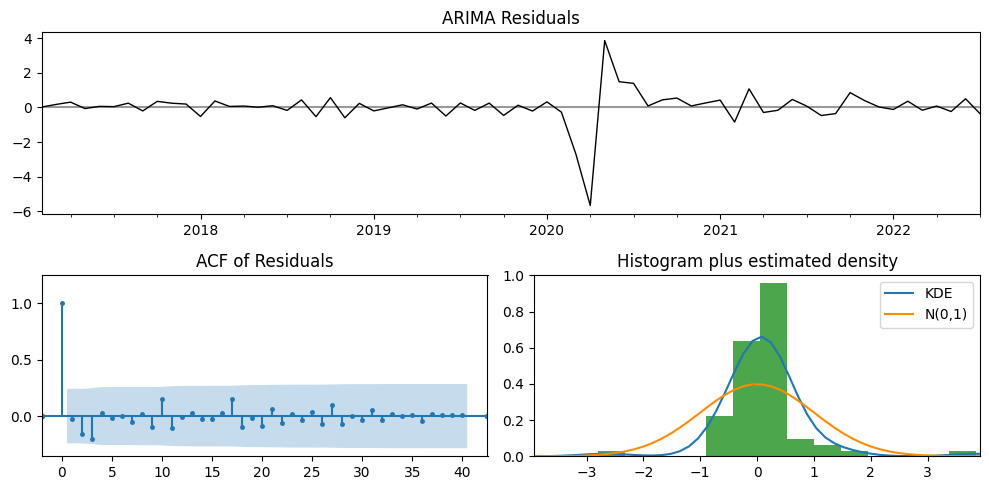 ARIMA Residuals
4
2
0
−2
−4
−6
2018 2019 2020 2021 2022
ACF of Residuals
1.0
0.5
0.0
0 5 10 15 20 25 30 35 40
Histogram plus estimated density
1.0
0.8
0.6
0.4
0.2
0.0
KDE
N(0,1)
−3 −2 −1 0 1 2 3